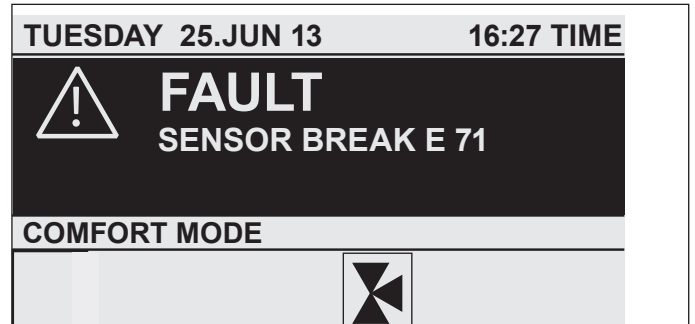 TUESDAY 25.JUN 13 16:27 TIME
FAULT
SENSOR BREAK E 71
COMFORT MODE